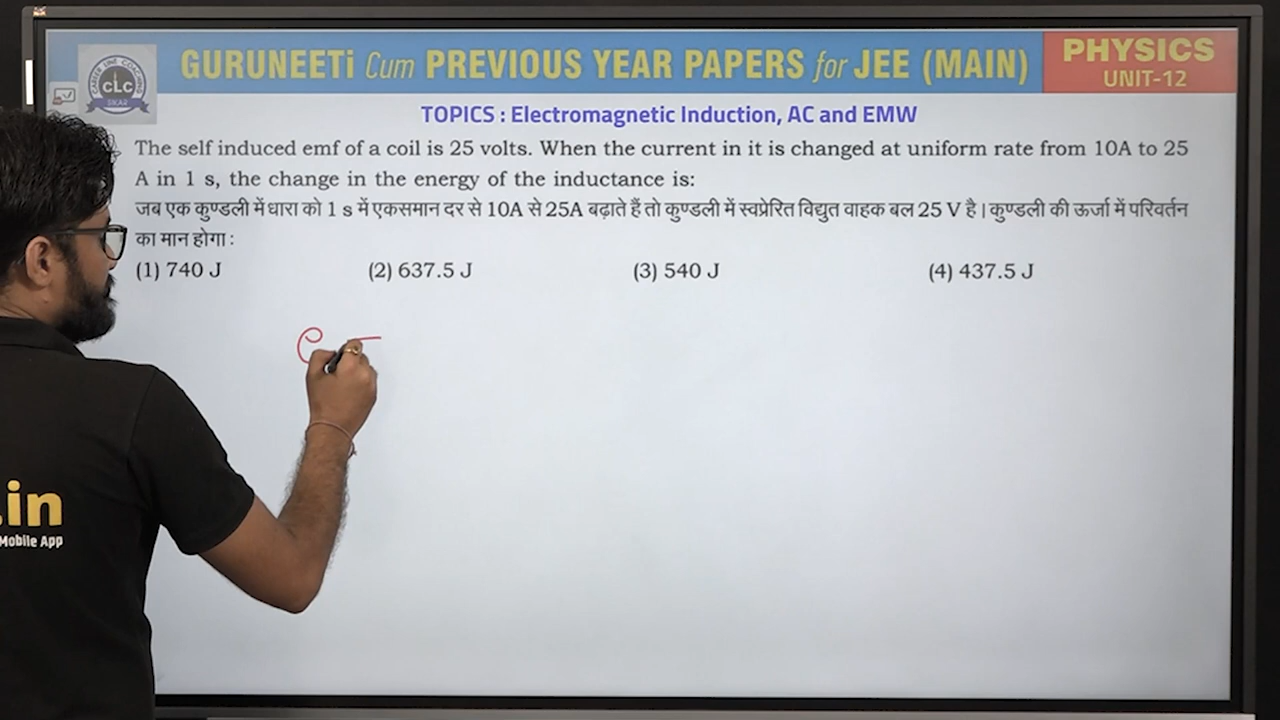 GURUNEETi Cum PREVIOUS YEAR PAPERS for JEE (MAIN)
PHYSICS
UNIT-12
CLC
SIKAR
TOPICS : Electromagnetic Induction, AC and EMW
The self induced emf of a coil is 25 volts. When the current in it is changed at uniform rate from 10A to 25
A in 1 s, the change in the energy of the inductance is:
जब एक कुण्डली में धारा को 1 s में एकसमान दर से 10A से 25A बढ़ाते हैं तो कुण्डली में स्वप्रेरित विद्युत वाहक बल 25 V है। कुण्डली की ऊर्जा में परिवर्तन
का मान होगा :
(1) 740 J (2) 637.5 J (3) 540 J (4) 437.5 J
.in
Mobile App